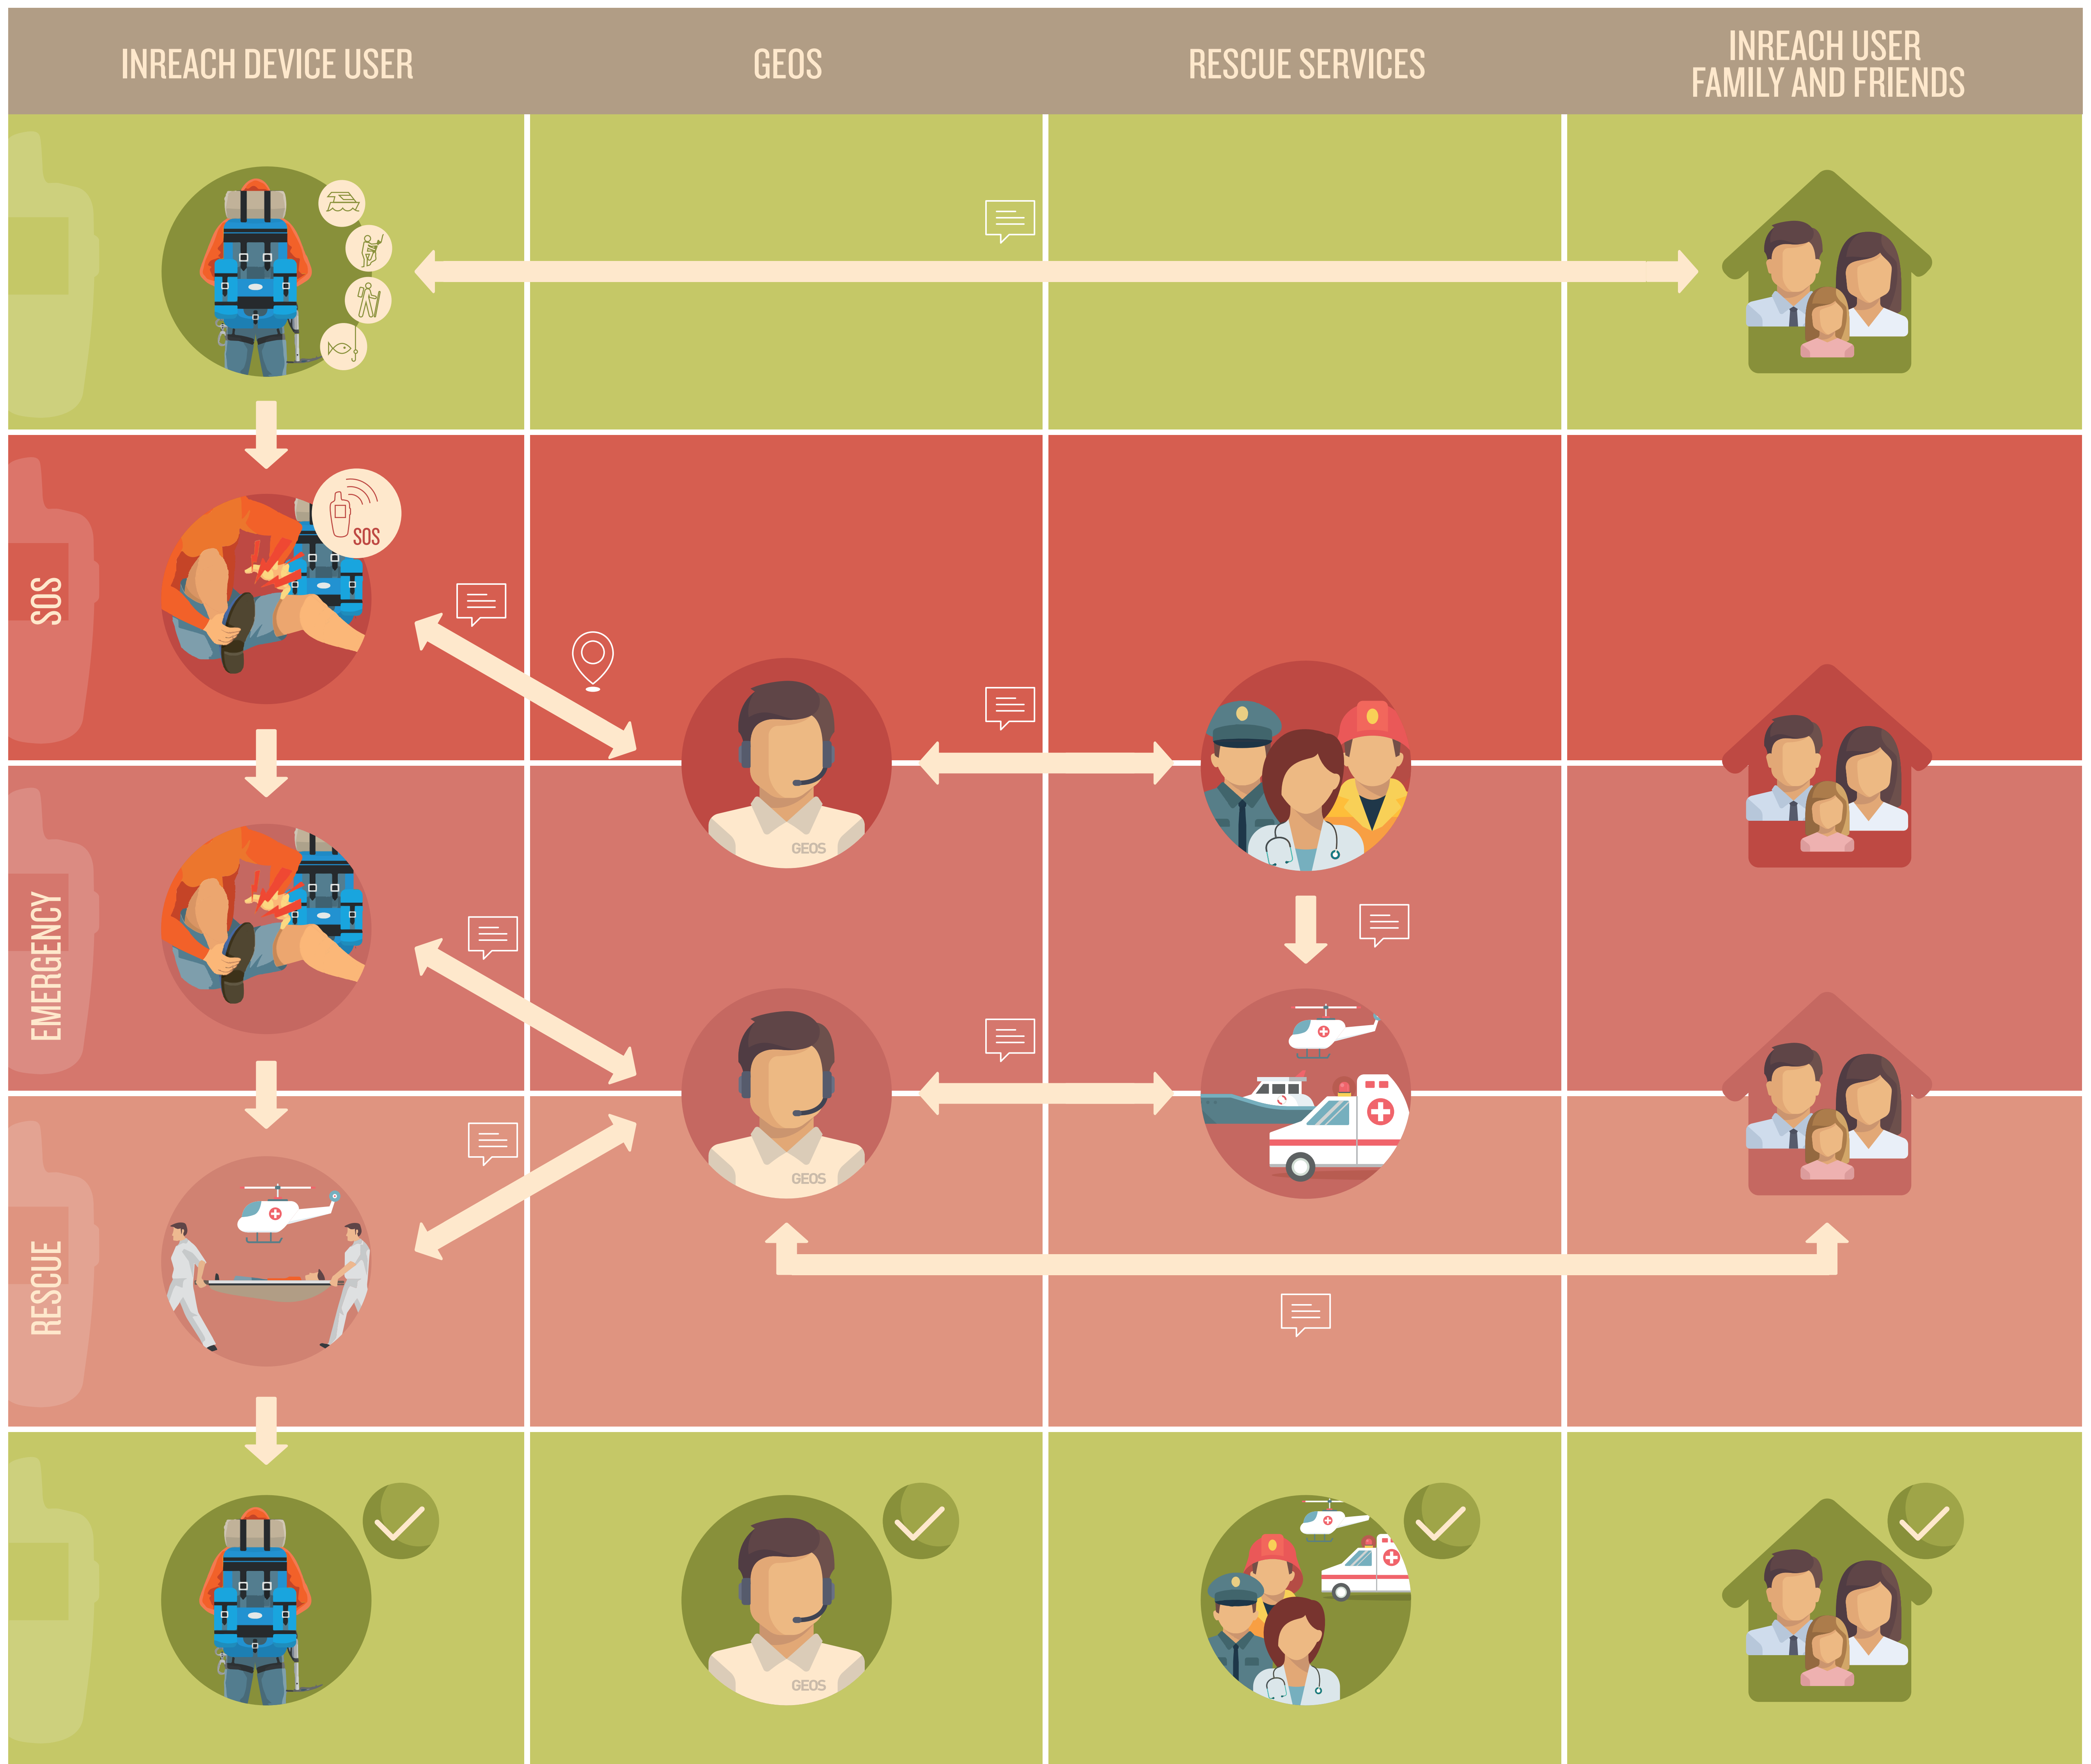 INREACH DEVICE USER
GEOS
RESCUE SERVICES
INREACH USER
FAMILY AND FRIENDS
SOS
SOS
GEOS
EMERGENCY
GEOS
RESCUE
GEOS